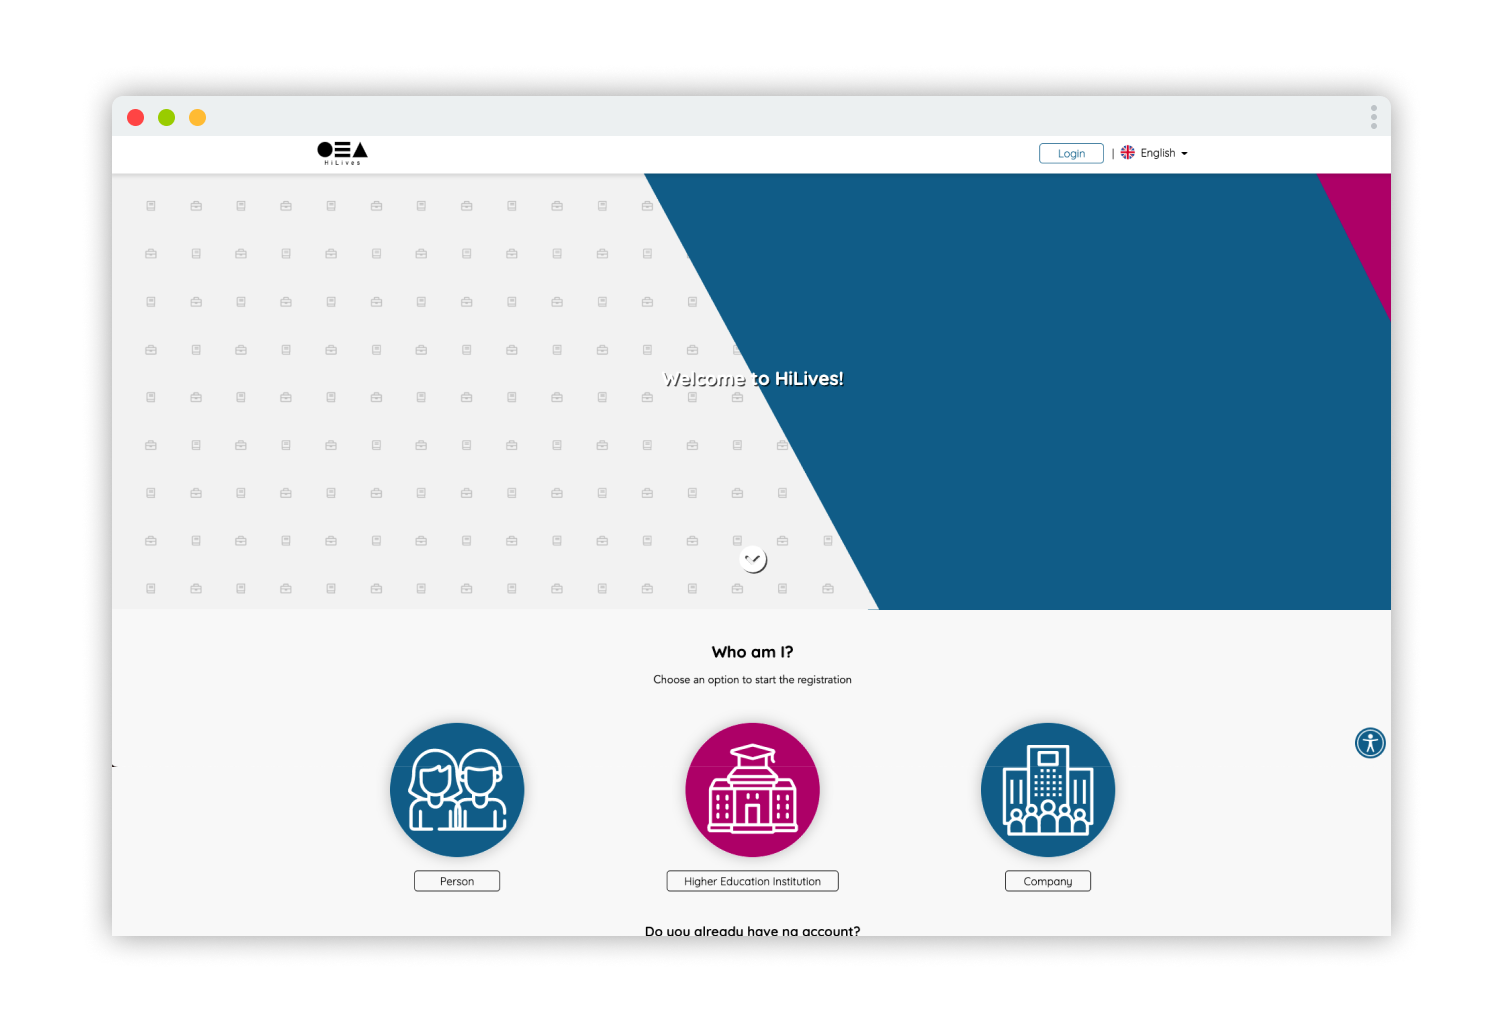 HiLives
Login | English
Welcome to HiLives!
Who am I?
Choose an option to start the registration
Person
Higher Education Institution
Company
Do you already have na account?